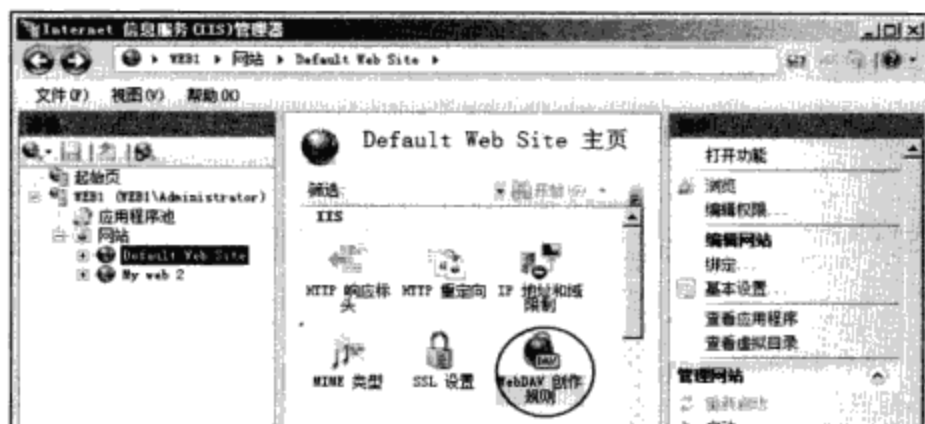 Internet 信息服务(IIS)管理器
WEB1 网站 Default Web Site
文件(F) 视图(V) 帮助(H)
起始页
WEB1 (WEB1\Administrator)
应用程序池
网站
Default Web Site
My web 2
Default Web Site 主页
筛选:
IIS
HTTP 响应标头
HTTP 重定向
IP 地址和域限制
MIME 类型
SSL 设置
WebDAV 创作规则
打开功能
浏览
编辑权限...
编辑网站
绑定...
基本设置...
查看应用程序
查看虚拟目录
管理网站
重新启动